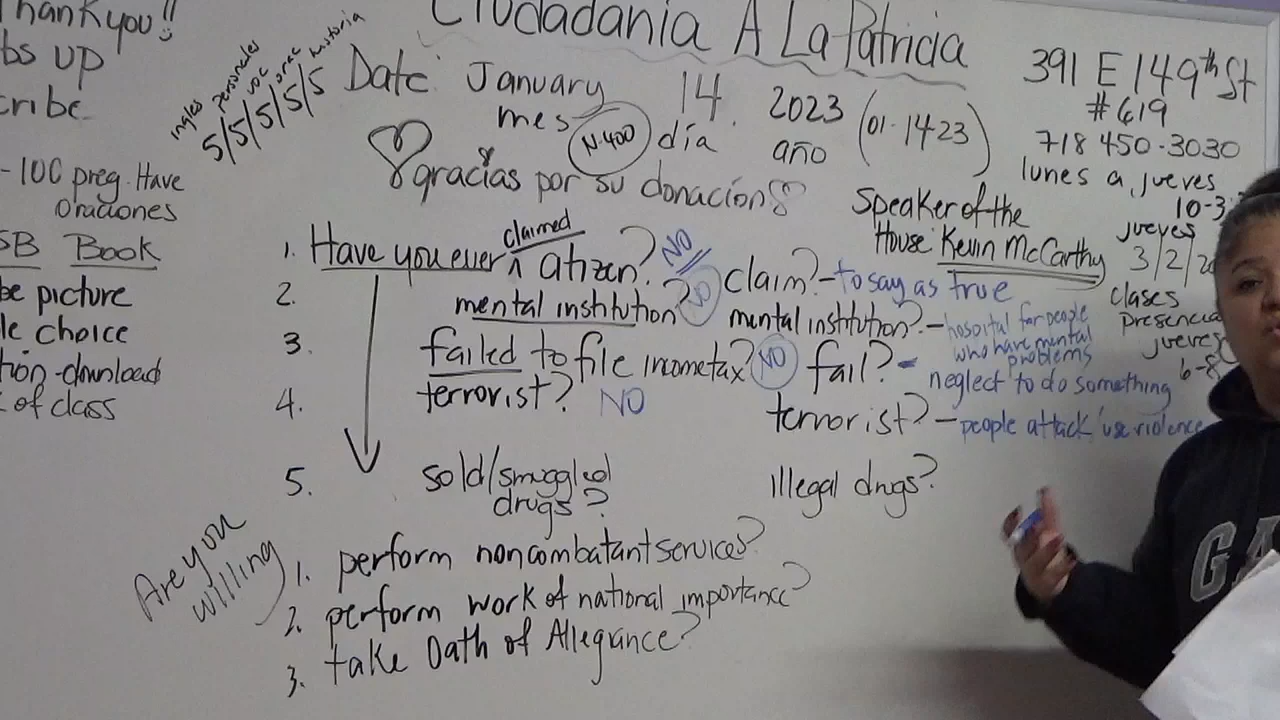 Thank you!!
bs up
cribe
Ciudadania A La Patricia
ingles personales voc orac historia
5/5/5/5/5
Date: January 14. 2023 (01-14-23)
mes día año
N-400
gracias por su donación
391 E 149th St
#619
718 450-3030
lunes a jueves
10-3:
jueves
3/2/20
clases
presencia
jueves
6-8
- 100 preg. Have
Oraciones
SB Book
be picture
le choice
tion-download
of class
Speaker of the
House Kevin McCarthy
1. Have you ever claimed a citizen? NO
2. mental institution? NO
3. failed to file income tax? NO
4. terrorist? NO
5. sold/smuggled
drugs?
claim? - to say as true
mental institution? - hospital for people
who have mental
problems
fail? - neglect to do something
terrorist? - people attack use violence
illegal drugs?
Are you
willing
1. perform noncombatant services?
2. perform work of national importance?
3. take Oath of Allegiance?
GA